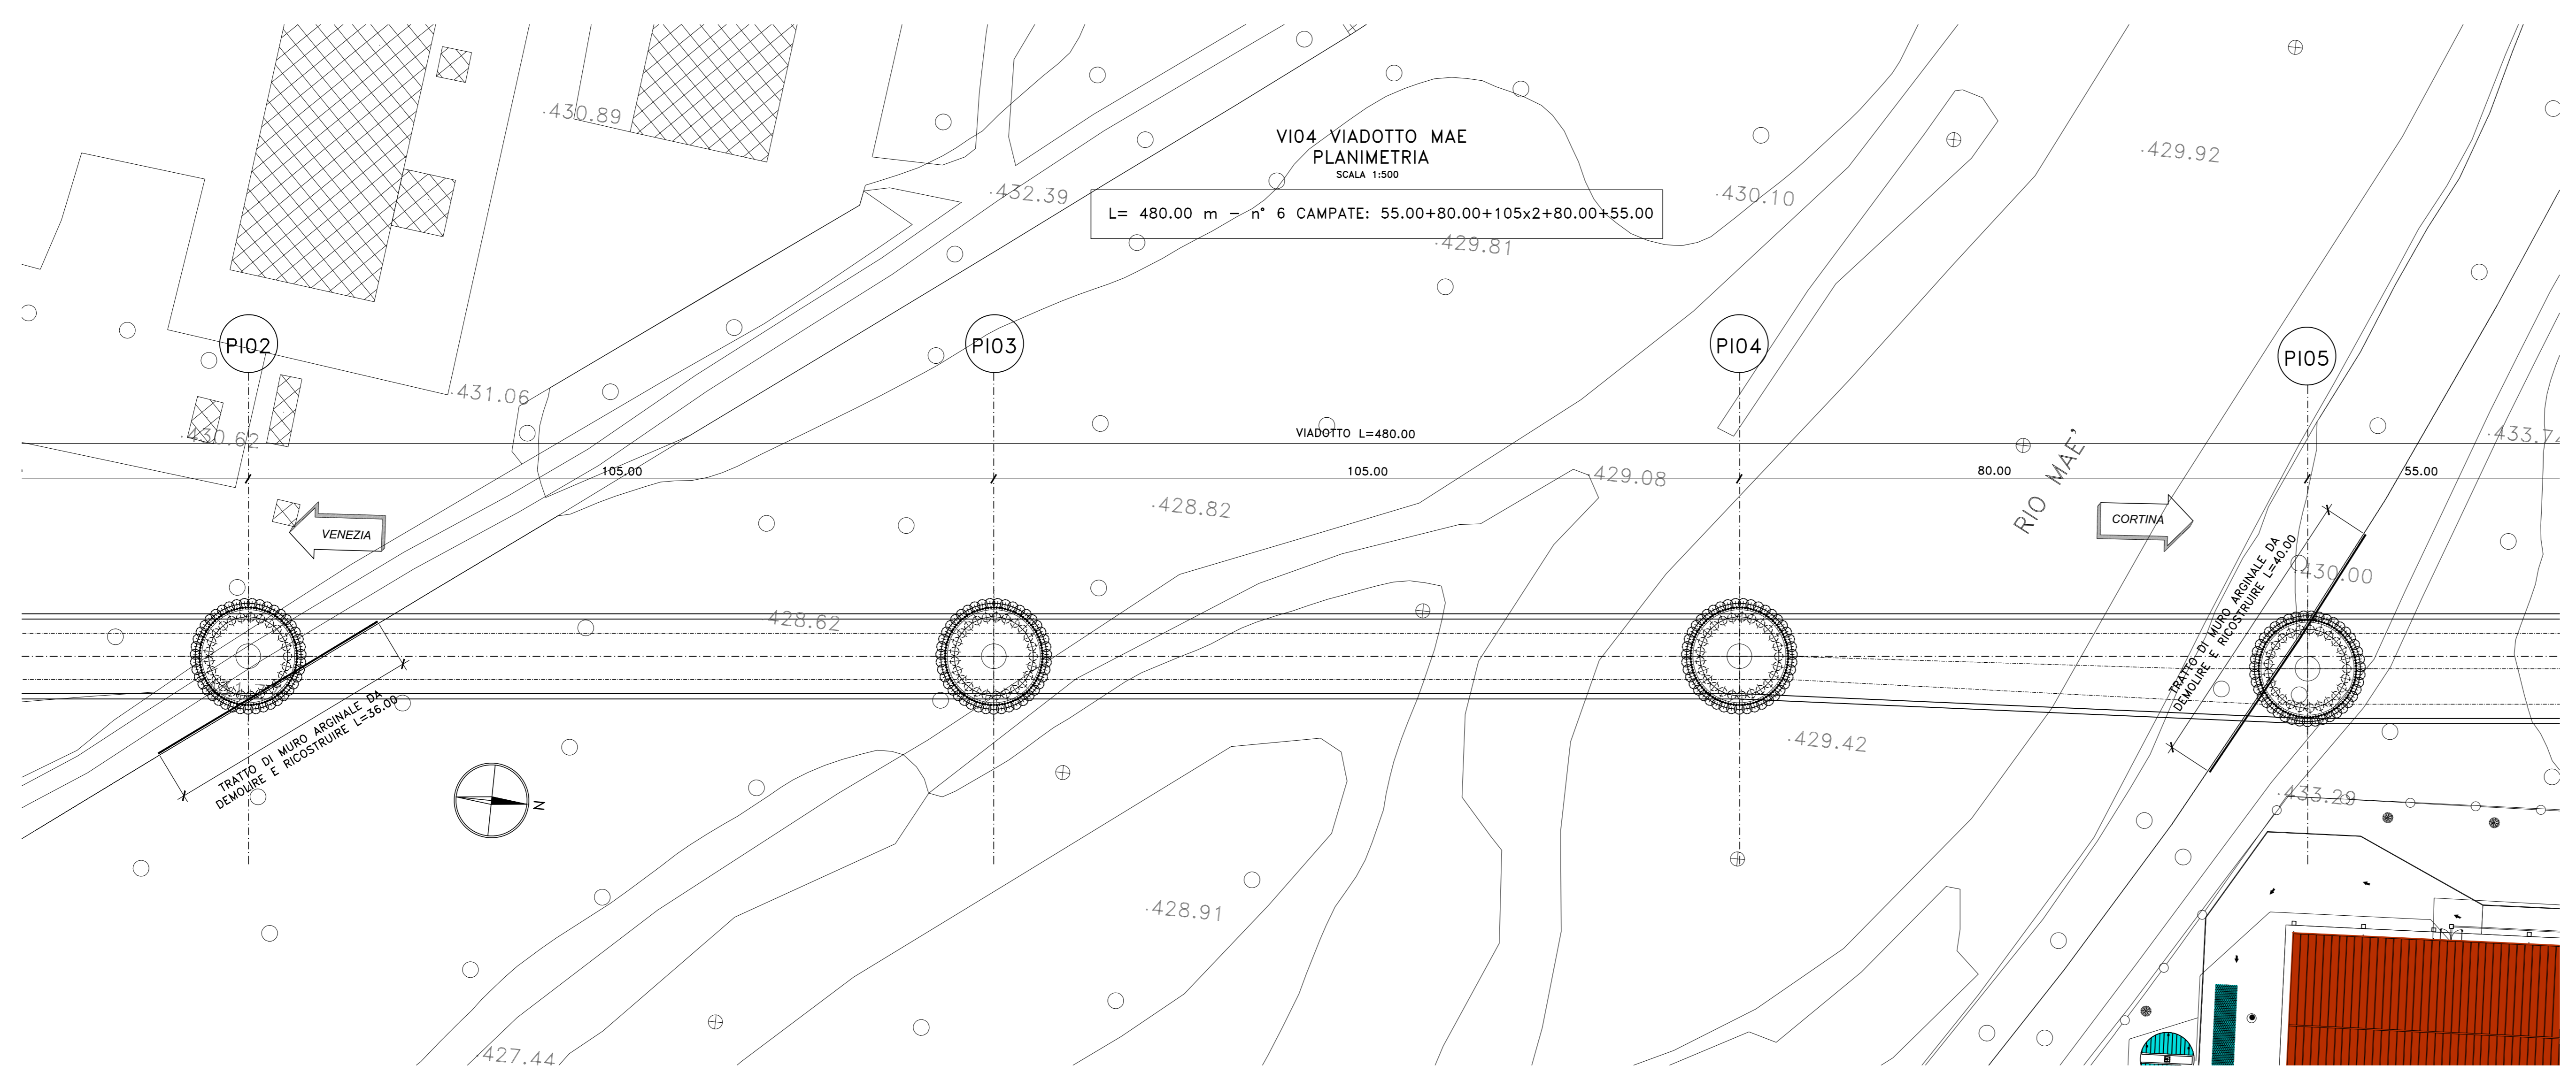 430.89
VI04 VIADOTTO MAE
PLANIMETRIA
SCALA 1:500
L= 480.00 m - n° 6 CAMPATE: 55.00+80.00+105x2+80.00+55.00
432.39
430.10
429.92
429.81
PI02
PI03
PI04
PI05
431.06
430.62
VIADOTTO L=480.00
433.74
105.00
105.00
80.00
55.00
429.08
428.82
RIO MAE'
VENEZIA
CORTINA
TRATTO DI MURO ARGINALE DA
DEMOLIRE E RICOSTRUIRE L=40.00
430.00
428.62
TRATTO DI MURO ARGINALE DA
DEMOLIRE E RICOSTRUIRE L=36.00
429.42
N
433.29
428.91
427.44